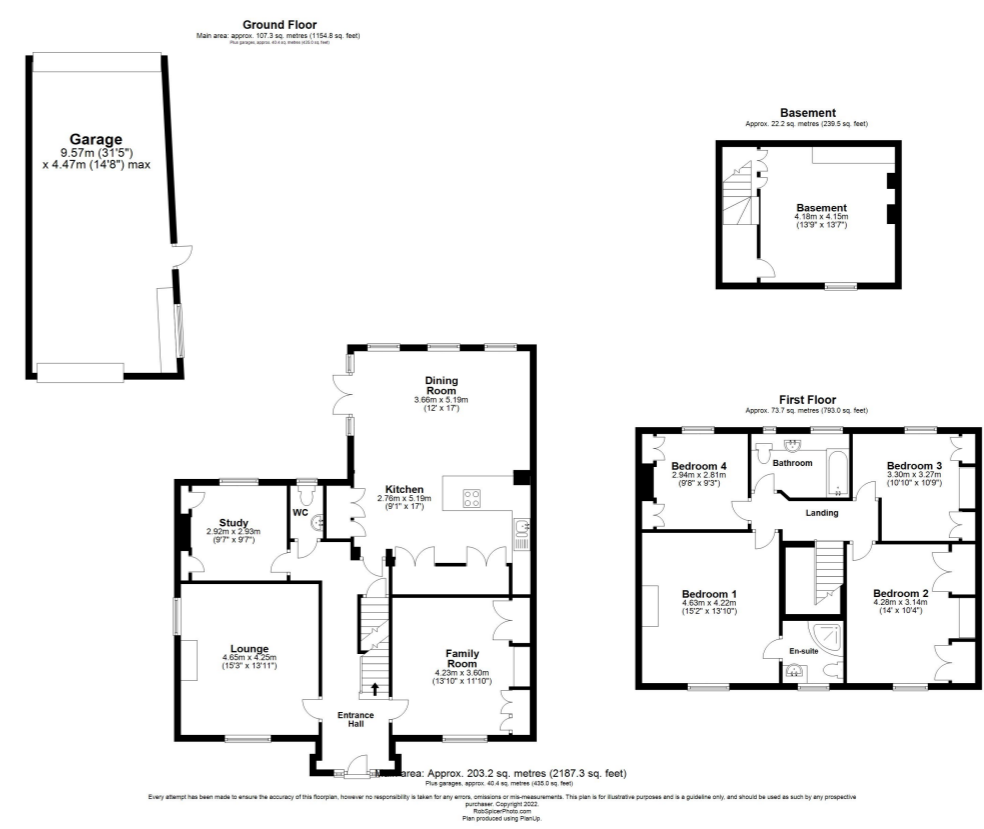 Ground Floor
Main area: approx. 107.3 sq. metres (1154.8 sq. feet)
Plus garages, approx. 40.4 sq. metres (435.0 sq. feet)
Garage
9.57m (31'5")
x 4.47m (14'8") max
Basement
Approx. 22.2 sq. metres (239.5 sq. feet)
Basement
4.18m x 4.15m
(13'9" x 13'7")
Dining
Room
3.66m x 5.19m
(12' x 17')
Kitchen
2.76m x 5.19m
(9'1" x 17')
WC
Study
2.92m x 2.93m
(9'7" x 9'7")
Lounge
4.65m x 4.25m
(15'3" x 13'11")
Family
Room
4.23m x 3.60m
(13'10" x 11'10")
Entrance
Hall
First Floor
Approx. 73.7 sq. metres (793.0 sq. feet)
Bedroom 4
2.94m x 2.81m
(9'8" x 9'3")
Bathroom
Bedroom 3
3.30m x 3.27m
(10'10" x 10'9")
Landing
Bedroom 1
4.63m x 4.22m
(15'2" x 13'10")
Bedroom 2
4.28m x 3.14m
(14' x 10'4")
En-suite
area: Approx. 203.2 sq. metres (2187.3 sq. feet)
Plus garages, approx. 40.4 sq. metres (435.0 sq. feet)
Every attempt has been made to ensure the accuracy of this floorplan, however no responsibility is taken for any errors, omissions or mis-measurements. This plan is for illustrative purposes and is a guideline only, and should be used as such by any prospective
purchaser. Copyright 2022.
RobSpicerPhoto.com
Plan produced using PlanUp.